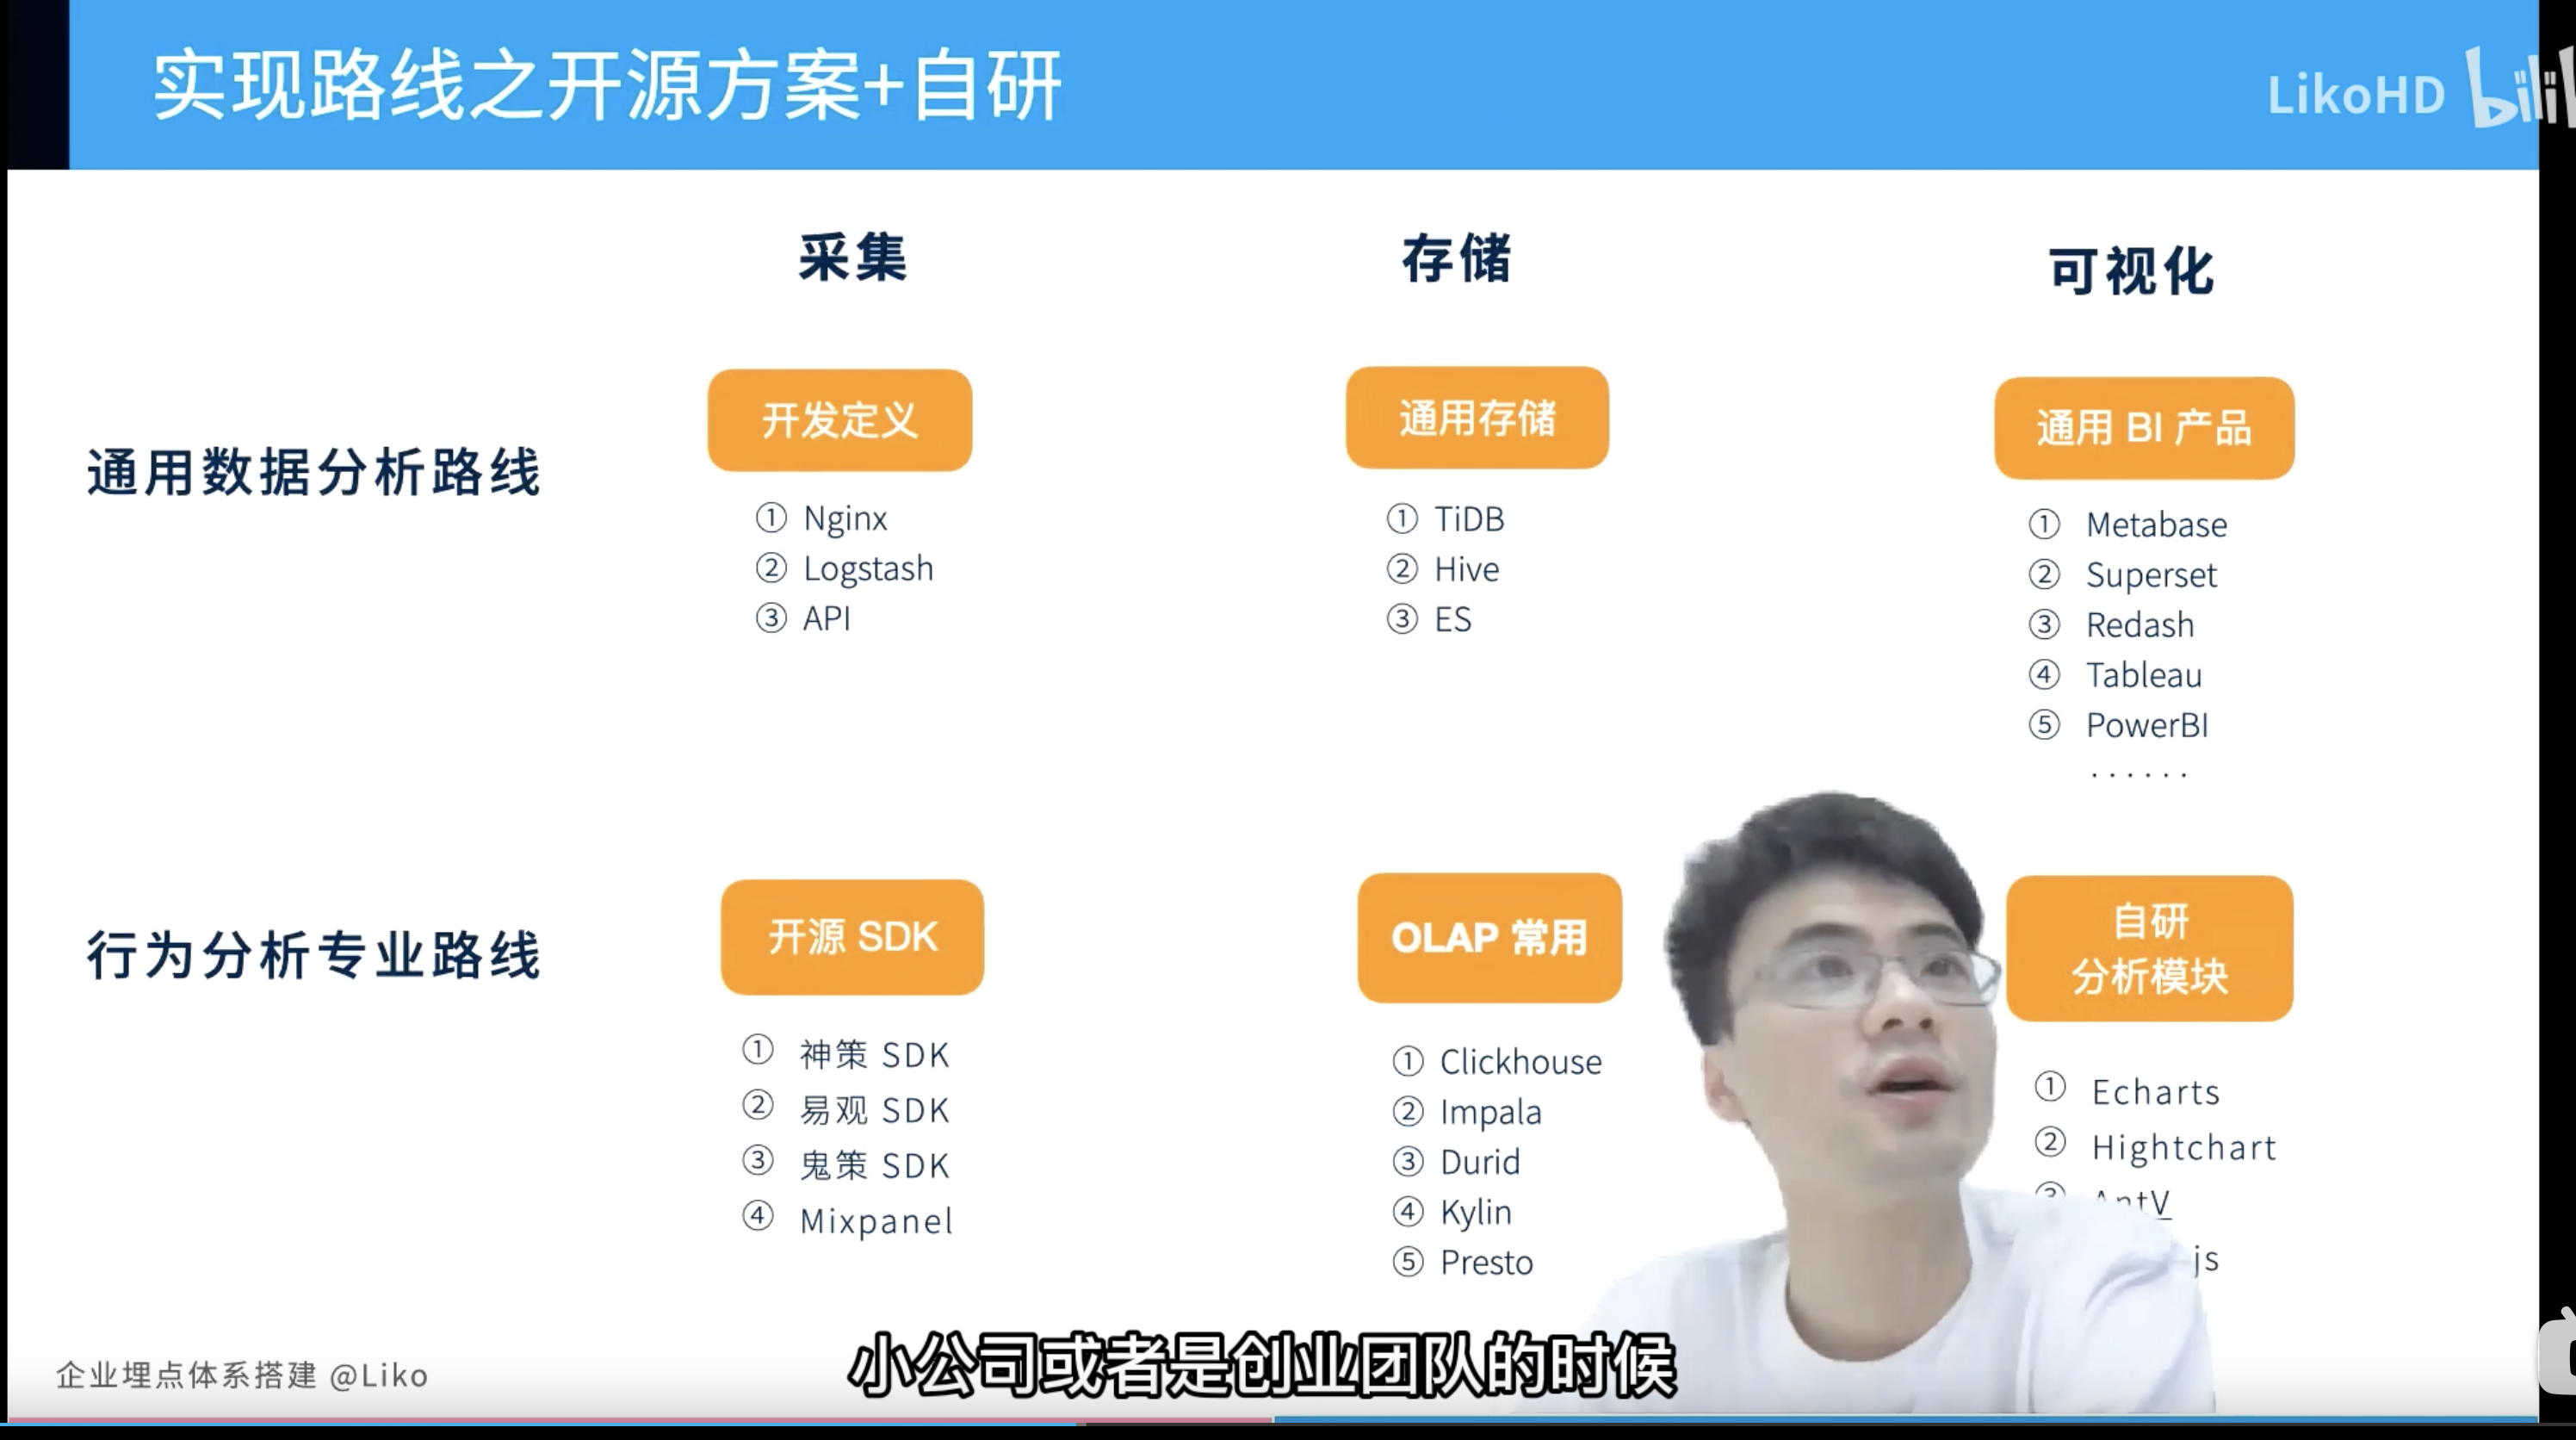 实现路线之开源方案+自研
LikoHD
采集
存储
可视化
通用数据分析路线
开发定义
① Nginx
② Logstash
③ API
通用存储
① TiDB
② Hive
③ ES
通用 BI 产品
① Metabase
② Superset
③ Redash
④ Tableau
⑤ PowerBI
······
行为分析专业路线
开源 SDK
① 神策 SDK
② 易观 SDK
③ 鬼策 SDK
④ Mixpanel
OLAP 常用
① Clickhouse
② Impala
③ Durid
④ Kylin
⑤ Presto
自研
分析模块
① Echarts
② Hightchart
③ AntV
js
小公司或者是创业团队的时候
企业埋点体系搭建 @Liko